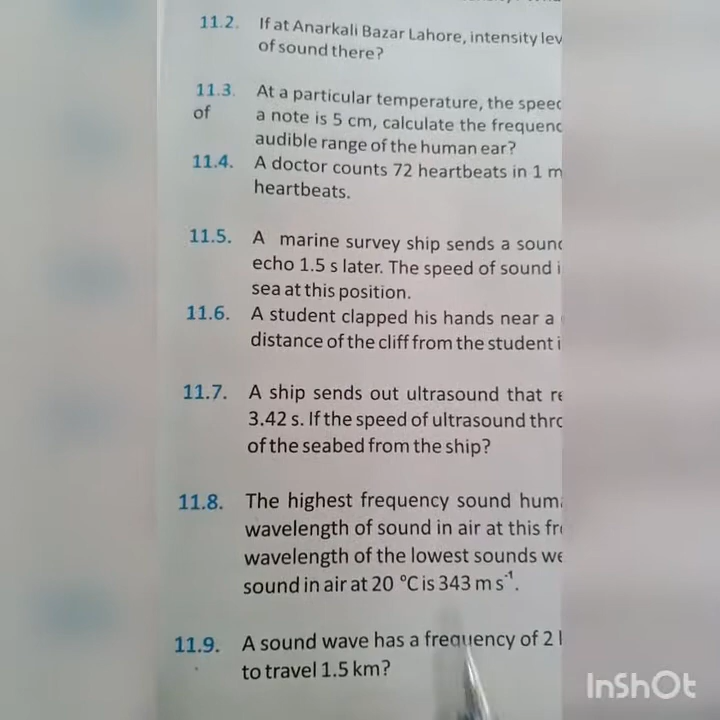 11.2. If at Anarkali Bazar Lahore, intensity lev
of sound there?
11.3. At a particular temperature, the speed
of a note is 5 cm, calculate the frequenc
audible range of the human ear?
11.4. A doctor counts 72 heartbeats in 1 m
heartbeats.
11.5. A marine survey ship sends a sound
echo 1.5 s later. The speed of sound i
sea at this position.
11.6. A student clapped his hands near a
distance of the cliff from the student i
11.7. A ship sends out ultrasound that re
3.42 s. If the speed of ultrasound thro
of the seabed from the ship?
11.8. The highest frequency sound huma
wavelength of sound in air at this fre
wavelength of the lowest sounds we
sound in air at 20 °C is 343 m s⁻¹.
11.9. A sound wave has a frequency of 2
to travel 1.5 km?
InShOt